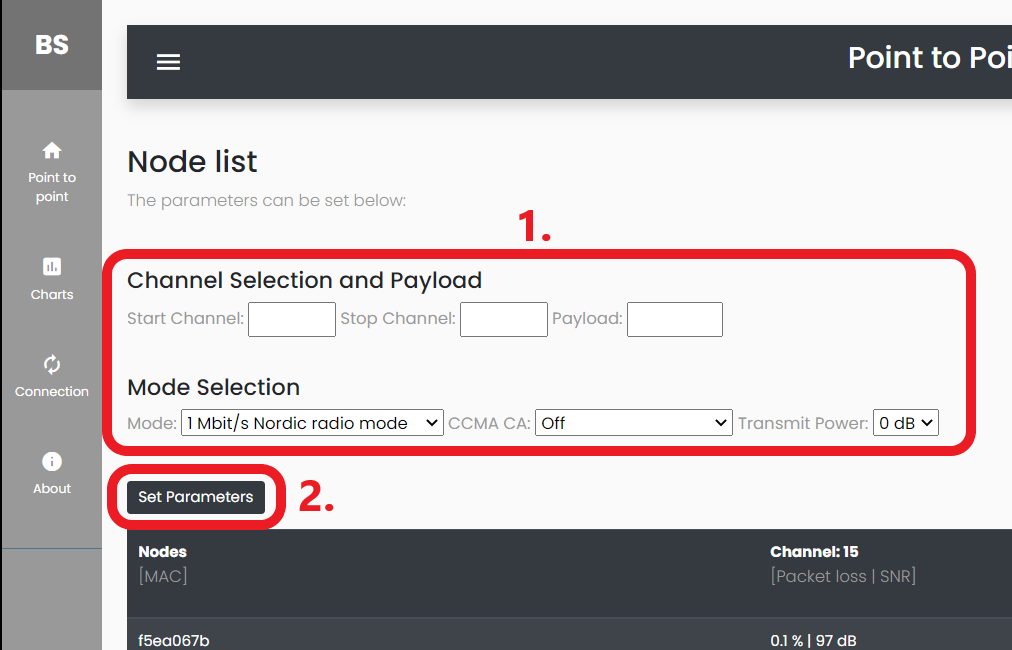 BS
Point to Poi
Point to
point
Charts
Connection
About
Node list
The parameters can be set below:
1.
Channel Selection and Payload
Start Channel: Stop Channel: Payload:
Mode Selection
Mode: 1 Mbit/s Nordic radio mode CCMA CA: Off Transmit Power: 0 dB
Set Parameters 2.
Nodes Channel: 15
[MAC] [Packet loss | SNR]
f5ea067b 0.1 % | 97 dB